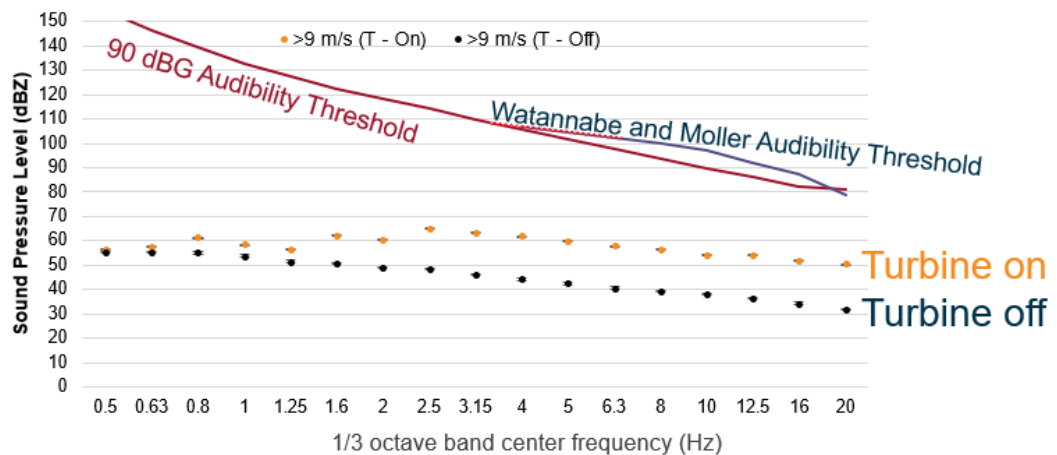 150
140
130
120
110
100
90
80
70
60
50
40
30
20
10
0
Sound Pressure Level (dBZ)
>9 m/s (T - On)
>9 m/s (T - Off)
90 dBG Audibility Threshold
Watannabe and Moller Audibility Threshold
Turbine on
Turbine off
0.5 0.63 0.8 1 1.25 1.6 2 2.5 3.15 4 5 6.3 8 10 12.5 16 20
1/3 octave band center frequency (Hz)